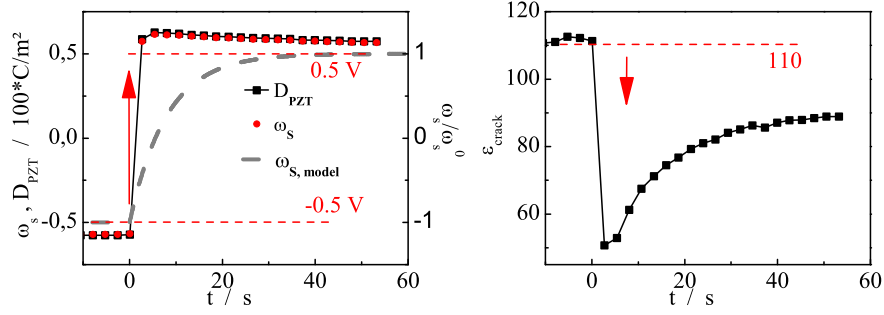 ω_s , D_PZT / 100*C/m²
0,5
0,0
-0,5
0.5 V
-0.5 V
D_PZT
ω_S
ω_S, model
1
0
-1
ω_s/ω_s^0
0 20 40 60
t / s
ε_crack
120
100
80
60
110
0 20 40 60
t / s